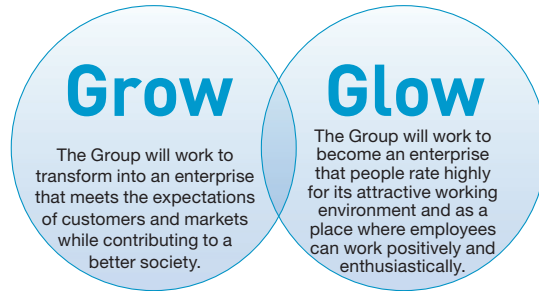 Grow
The Group will work to
transform into an enterprise
that meets the expectations
of customers and markets
while contributing to a
better society.
Glow
The Group will work to
become an enterprise
that people rate highly
for its attractive working
environment and as a
place where employees
can work positively and
enthusiastically.